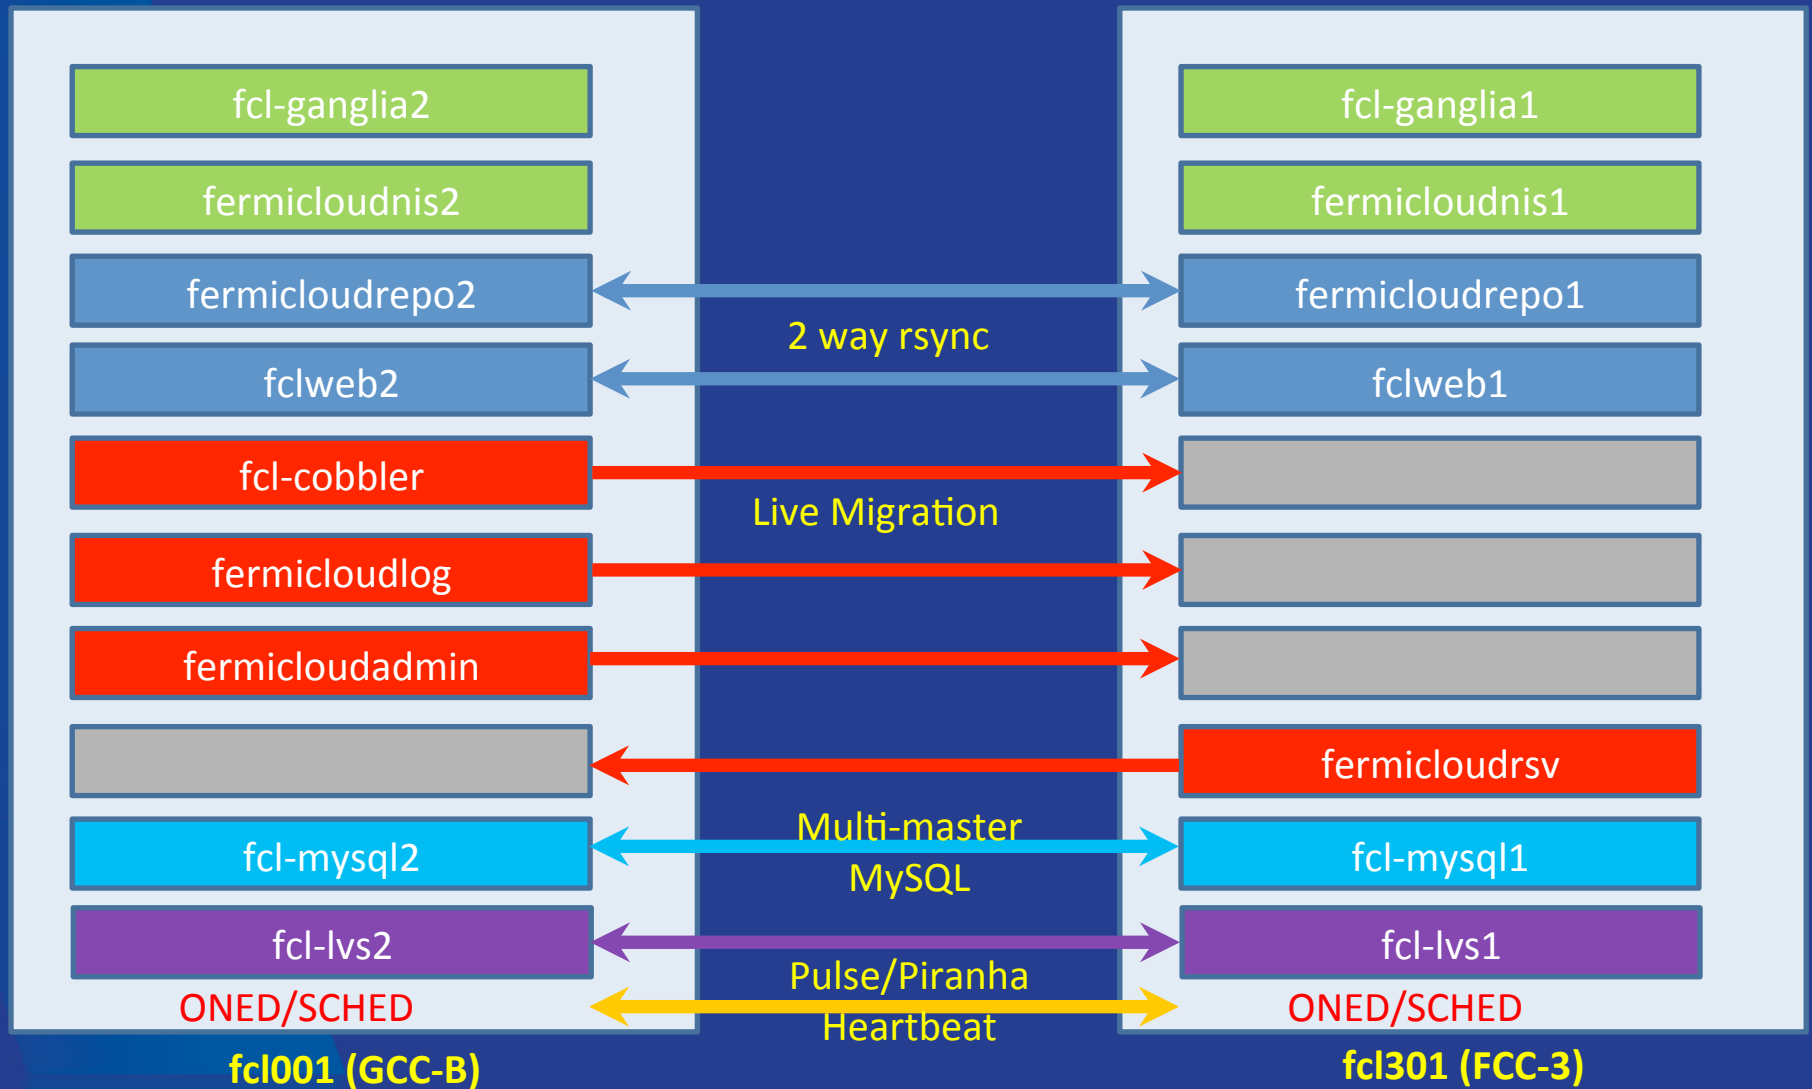 fcl-ganglia2
fcl-ganglia1
fermicloudnis2
fermicloudnis1
fermicloudrepo2
fermicloudrepo1
2 way rsync
fclweb2
fclweb1
fcl-cobbler
Live Migration
fermicloudlog
fermicloudadmin
fermicloudrsv
Multi-master
MySQL
fcl-mysql2
fcl-mysql1
fcl-lvs2
fcl-lvs1
Pulse/Piranha
Heartbeat
ONED/SCHED
ONED/SCHED
fcl001 (GCC-B)
fcl301 (FCC-3)